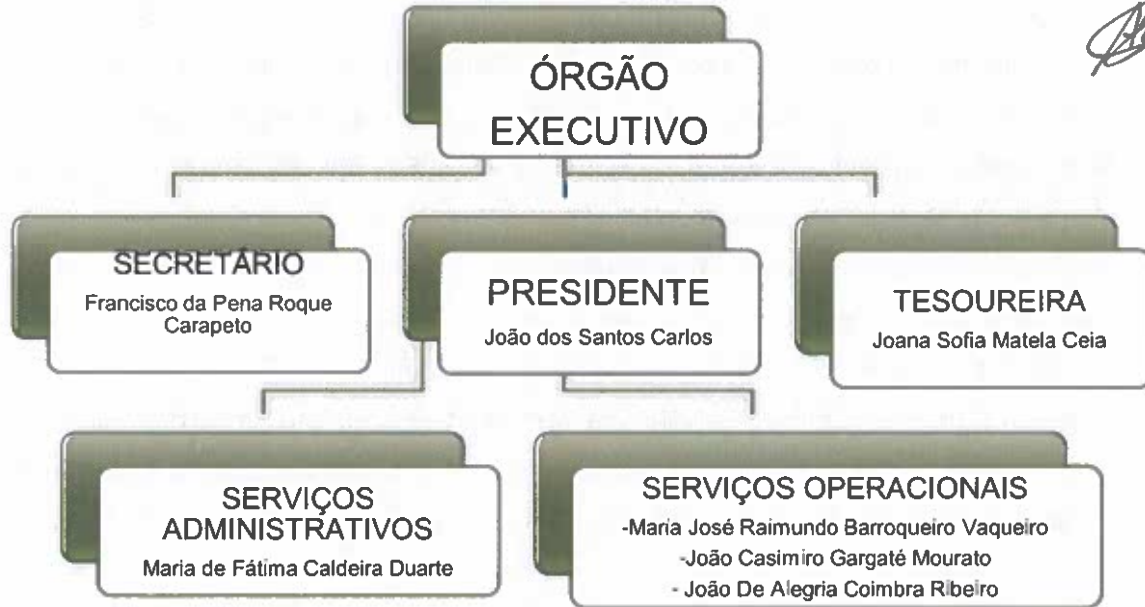 ÓRGÃO
EXECUTIVO
SECRETÁRIO
Francisco da Pena Roque
Carapeto
PRESIDENTE
João dos Santos Carlos
TESOUREIRA
Joana Sofia Matela Ceia
SERVIÇOS
ADMINISTRATIVOS
Maria de Fátima Caldeira Duarte
SERVIÇOS OPERACIONAIS
-Maria José Raimundo Barroqueiro Vaqueiro
-João Casimiro Gargaté Mourato
- João De Alegria Coimbra Ribeiro